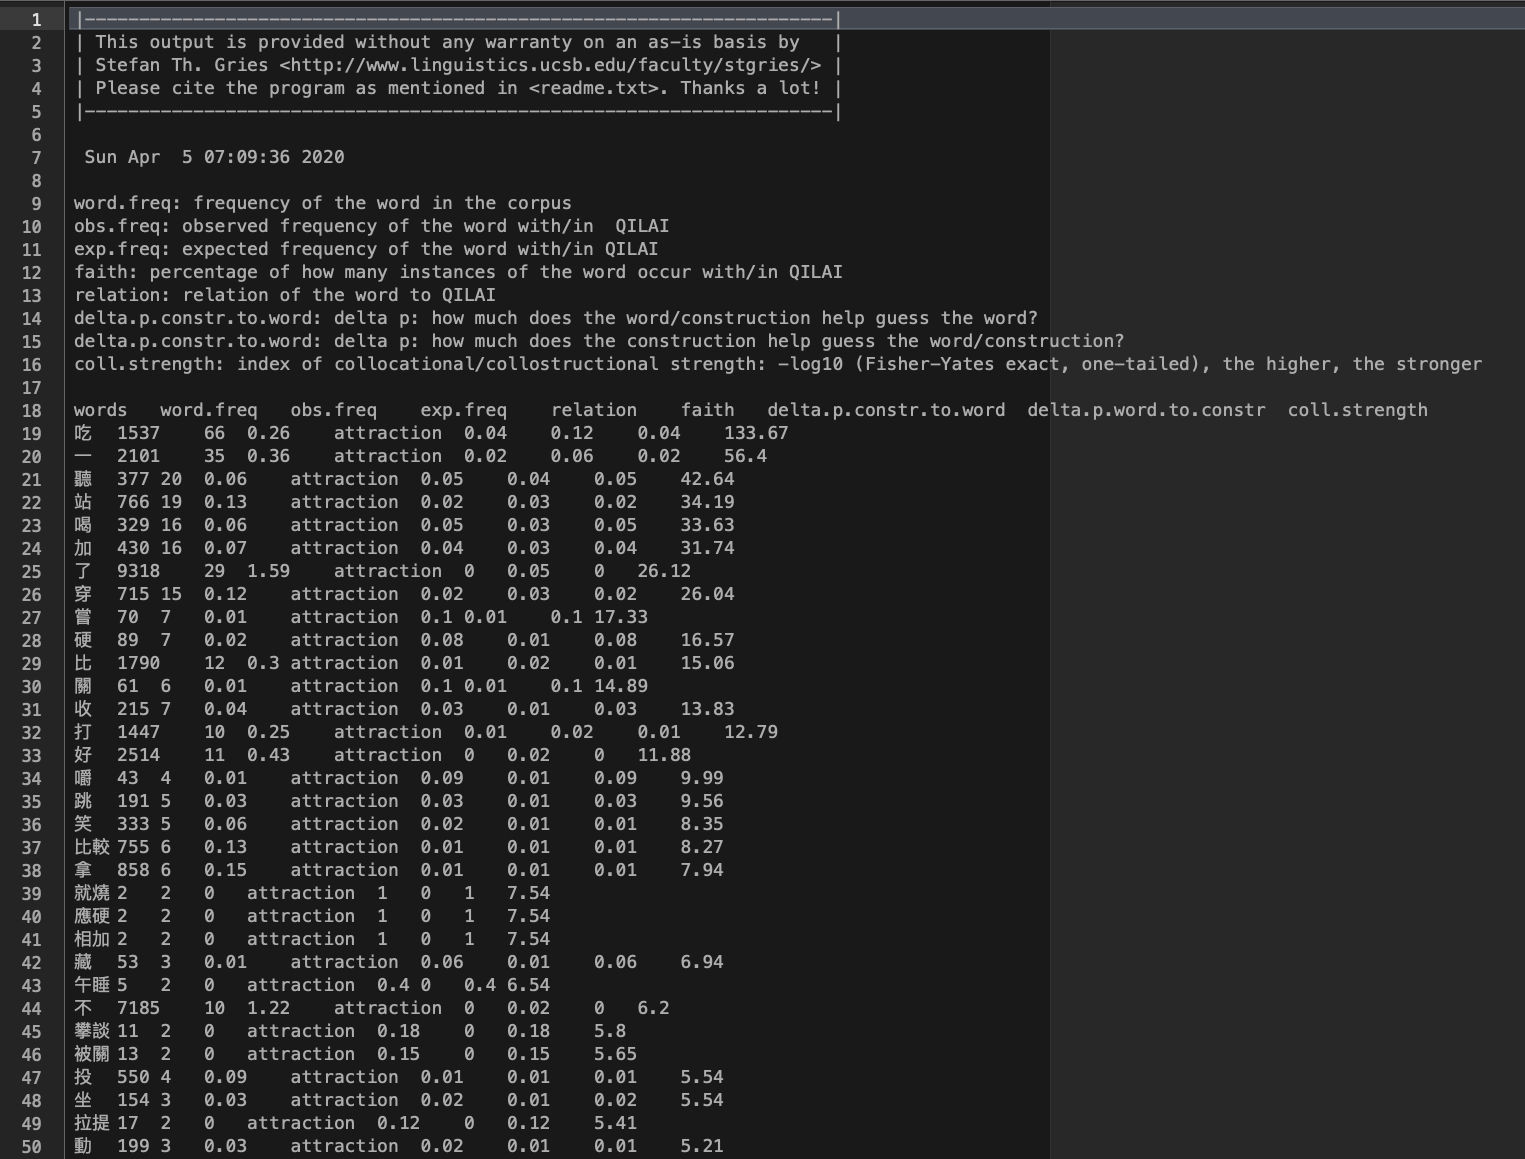 1 |---------------------------------------------------------------------|
2 | This output is provided without any warranty on an as-is basis by   |
3 | Stefan Th. Gries <http://www.linguistics.ucsb.edu/faculty/stgries/> |
4 | Please cite the program as mentioned in <readme.txt>. Thanks a lot! |
5 |---------------------------------------------------------------------|
6
7  Sun Apr  5 07:09:36 2020
8
9 word.freq: frequency of the word in the corpus
10 obs.freq: observed frequency of the word with/in  QILAI
11 exp.freq: expected frequency of the word with/in QILAI
12 faith: percentage of how many instances of the word occur with/in QILAI
13 relation: relation of the word to QILAI
14 delta.p.constr.to.word: delta p: how much does the word/construction help guess the word?
15 delta.p.constr.to.word: delta p: how much does the construction help guess the word/construction?
16 coll.strength: index of collocational/collostructional strength: -log10 (Fisher-Yates exact, one-tailed), the higher, the stronger
17
18 words word.freq obs.freq exp.freq relation faith delta.p.constr.to.word delta.p.word.to.constr coll.strength
19 吃 1537 66 0.26 attraction 0.04 0.12 0.04 133.67
20 一 2101 35 0.36 attraction 0.02 0.06 0.02 56.4
21 聽 377 20 0.06 attraction 0.05 0.04 0.05 42.64
22 站 766 19 0.13 attraction 0.02 0.03 0.02 34.19
23 喝 329 16 0.06 attraction 0.05 0.03 0.05 33.63
24 加 430 16 0.07 attraction 0.04 0.03 0.04 31.74
25 了 9318 29 1.59 attraction 0 0.05 0 26.12
26 穿 715 15 0.12 attraction 0.02 0.03 0.02 26.04
27 嘗 70 7 0.01 attraction 0.1 0.01 0.1 17.33
28 硬 89 7 0.02 attraction 0.08 0.01 0.08 16.57
29 比 1790 12 0.3 attraction 0.01 0.02 0.01 15.06
30 關 61 6 0.01 attraction 0.1 0.01 0.1 14.89
31 收 215 7 0.04 attraction 0.03 0.01 0.03 13.83
32 打 1447 10 0.25 attraction 0.01 0.02 0.01 12.79
33 好 2514 11 0.43 attraction 0 0.02 0 11.88
34 嚼 43 4 0.01 attraction 0.09 0.01 0.09 9.99
35 跳 191 5 0.03 attraction 0.03 0.01 0.03 9.56
36 笑 333 5 0.06 attraction 0.02 0.01 0.01 8.35
37 比較 755 6 0.13 attraction 0.01 0.01 0.01 8.27
38 拿 858 6 0.15 attraction 0.01 0.01 0.01 7.94
39 就燒 2 2 0 attraction 1 0 1 7.54
40 應硬 2 2 0 attraction 1 0 1 7.54
41 相加 2 2 0 attraction 1 0 1 7.54
42 藏 53 3 0.01 attraction 0.06 0.01 0.06 6.94
43 午睡 5 2 0 attraction 0.4 0 0.4 6.54
44 不 7185 10 1.22 attraction 0 0.02 0 6.2
45 攀談 11 2 0 attraction 0.18 0 0.18 5.8
46 被關 13 2 0 attraction 0.15 0 0.15 5.65
47 投 550 4 0.09 attraction 0.01 0.01 0.01 5.54
48 坐 154 3 0.03 attraction 0.02 0.01 0.02 5.54
49 拉提 17 2 0 attraction 0.12 0 0.12 5.41
50 動 199 3 0.03 attraction 0.02 0.01 0.01 5.21